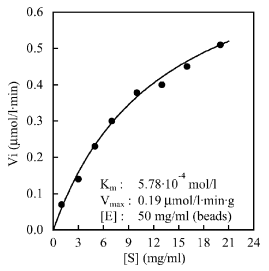 0.6
0.5
0.4
0.3
0.2
0.1
0.0
Vi (μmol/l·min)
Km : 5.78·10⁻⁴ mol/l
Vmax : 0.19 μmol/l·min·g
[E] : 50 mg/ml (beads)
0 3 6 9 12 15 18 21 24
[S] (mg/ml)